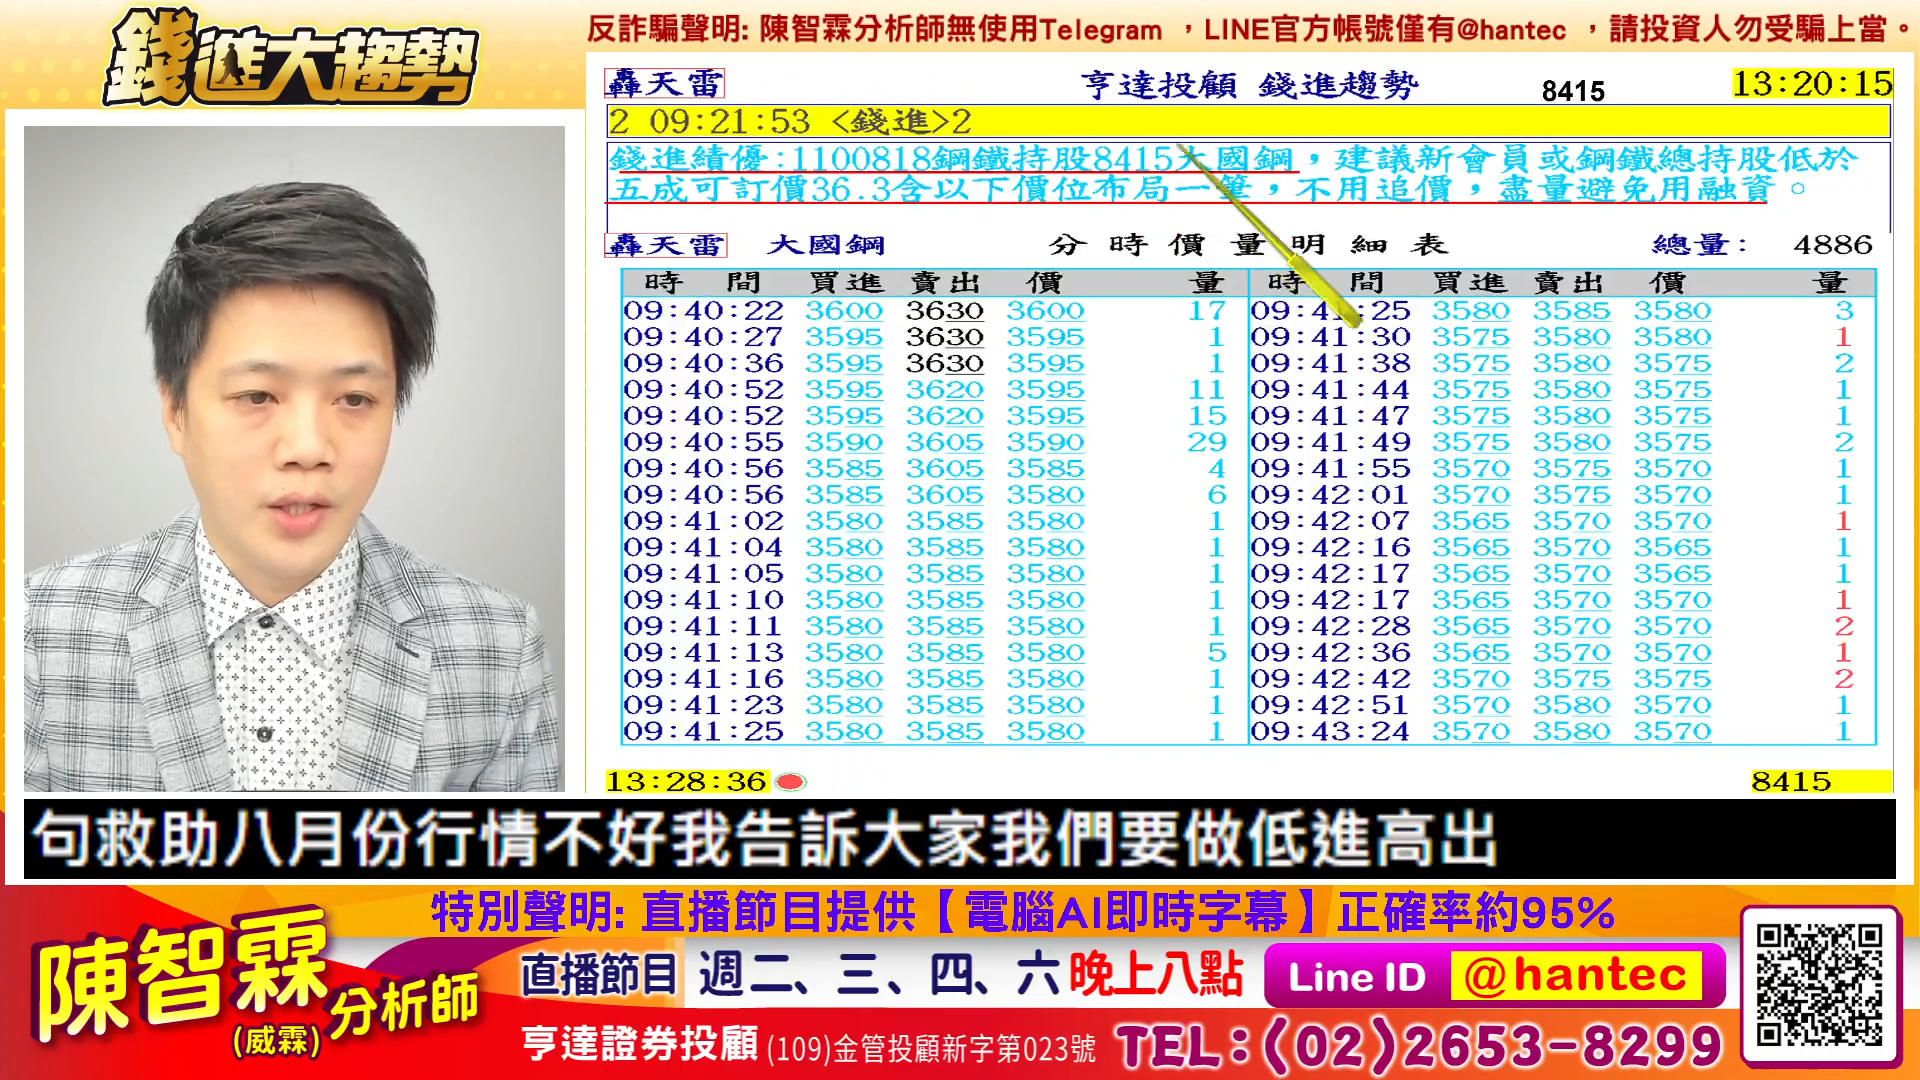 錢進大趨勢
反詐騙聲明: 陳智霖分析師無使用Telegram ，LINE官方帳號僅有@hantec ，請投資人勿受騙上當。
轟天雷 亨達投顧 錢進趨勢 8415 13:20:15
2 09:21:53 <錢進>2
錢進績優:1100818鋼鐵持股8415大國鋼，建議新會員或鋼鐵總持股低於
五成可訂價36.3含以下價位布局一筆，不用追價，盡量避免用融資。
轟天雷 大國鋼 分時價量明細表 總量: 4886
時間 買進 賣出 價 量 時間 買進 賣出 價 量
09:40:22 3600 3630 3600 17 09:41:25 3580 3585 3580 3
09:40:27 3595 3630 3595 1 09:41:30 3575 3580 3580 1
09:40:36 3595 3630 3595 1 09:41:38 3575 3580 3575 2
09:40:52 3595 3620 3595 11 09:41:44 3575 3580 3575 1
09:40:52 3595 3620 3595 15 09:41:47 3575 3580 3575 1
09:40:55 3590 3605 3590 29 09:41:49 3575 3580 3575 2
09:40:56 3585 3605 3585 4 09:41:55 3570 3575 3570 1
09:40:56 3585 3605 3580 6 09:42:01 3570 3575 3570 1
09:41:02 3580 3585 3580 1 09:42:07 3565 3570 3570 1
09:41:04 3580 3585 3580 1 09:42:16 3565 3570 3565 1
09:41:05 3580 3585 3580 1 09:42:17 3565 3570 3565 1
09:41:10 3580 3585 3580 1 09:42:17 3565 3570 3570 1
09:41:11 3580 3585 3580 1 09:42:28 3565 3570 3570 2
09:41:13 3580 3585 3580 5 09:42:36 3565 3570 3570 1
09:41:16 3580 3585 3580 1 09:42:42 3570 3575 3575 2
09:41:23 3580 3585 3580 1 09:42:51 3570 3580 3570 1
09:41:25 3580 3585 3580 1 09:43:24 3570 3580 3570 1
13:28:36 8415
句救助八月份行情不好我告訴大家我們要做低進高出
特別聲明: 直播節目提供【電腦AI即時字幕】正確率約95%
陳智霖 (威霖) 分析師
直播節目 週二、三、四、六 晚上八點 Line ID @hantec
亨達證券投顧 (109)金管投顧新字第023號 TEL:(02)2653-8299